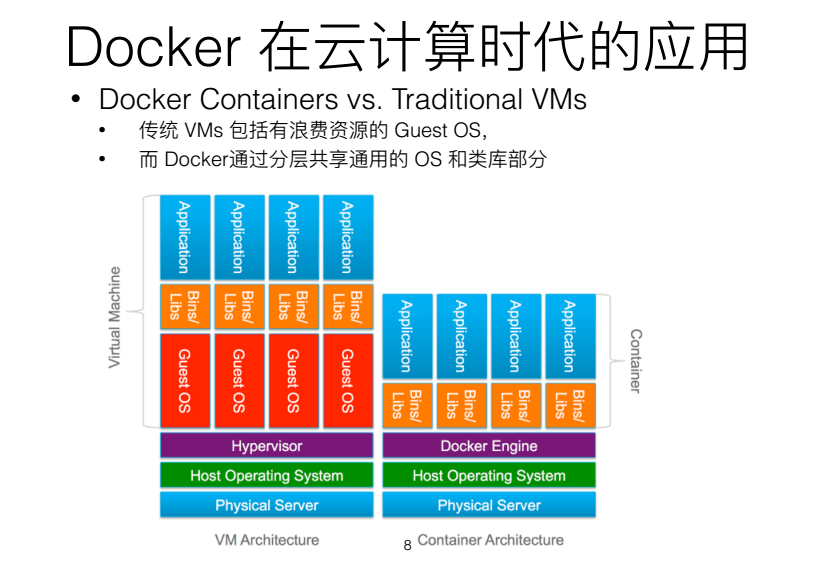 Docker 在云计算时代的应用
• Docker Containers vs. Traditional VMs
• 传统 VMs 包括有浪费资源的 Guest OS,
• 而 Docker通过分层共享通用的 OS 和类库部分
Virtual Machine
Application
Application
Application
Application
Bins/
Libs
Bins/
Libs
Bins/
Libs
Bins/
Libs
Guest OS
Guest OS
Guest OS
Guest OS
Hypervisor
Host Operating System
Physical Server
VM Architecture
Application
Application
Application
Application
Bins/
Libs
Bins/
Libs
Bins/
Libs
Bins/
Libs
Container
Docker Engine
Host Operating System
Physical Server
Container Architecture
8